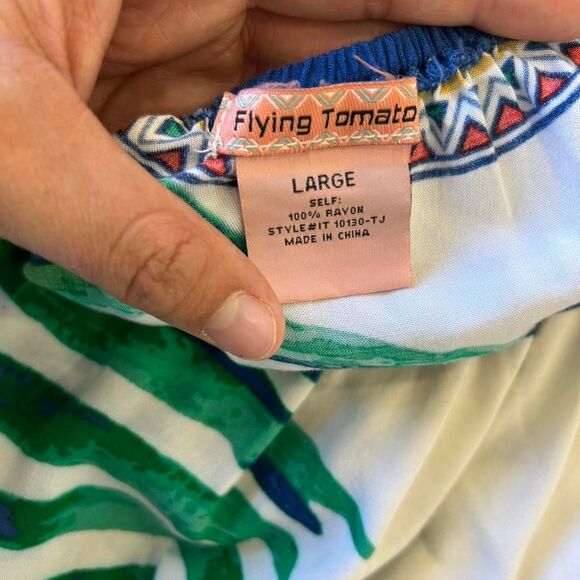 Flying Tomato
LARGE
SELF:
100% RAYON
STYLE#IT 10130-TJ
MADE IN CHINA